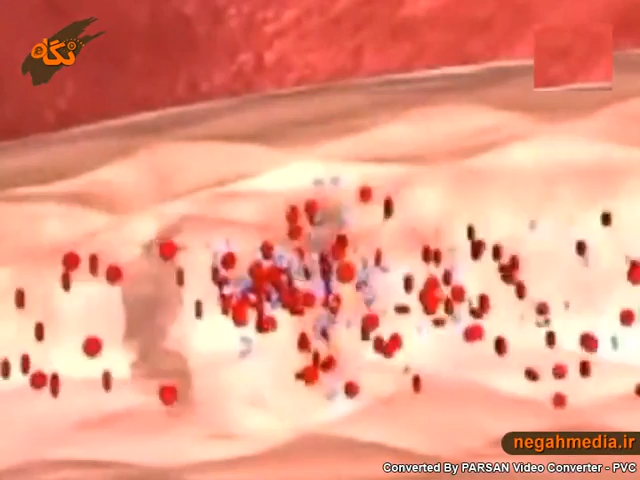 نگاه
negahmedia.ir
Converted By PARSAN Video Converter - PVC